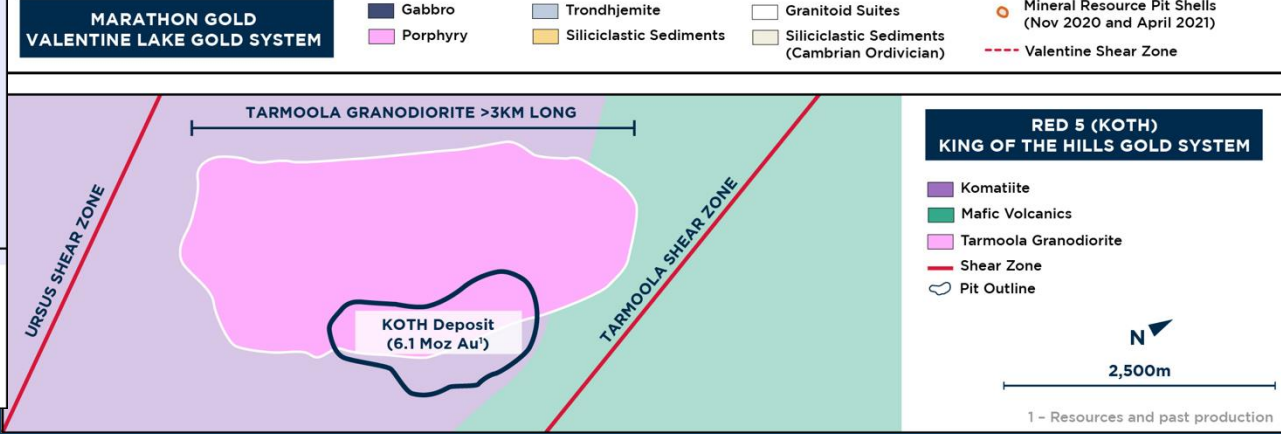 MARATHON GOLD
VALENTINE LAKE GOLD SYSTEM
Gabbro
Porphyry
Trondhjemite
Siliciclastic Sediments
Granitoid Suites
Siliciclastic Sediments
(Cambrian Ordivician)
Mineral Resource Pit Shells
(Nov 2020 and April 2021)
Valentine Shear Zone
TARMOOLA GRANODIORITE >3KM LONG
URSUS SHEAR ZONE
KOTH Deposit
(6.1 Moz Au¹)
TARMOOLA SHEAR ZONE
RED 5 (KOTH)
KING OF THE HILLS GOLD SYSTEM
Komatiite
Mafic Volcanics
Tarmoola Granodiorite
Shear Zone
Pit Outline
N
2,500m
1 – Resources and past production